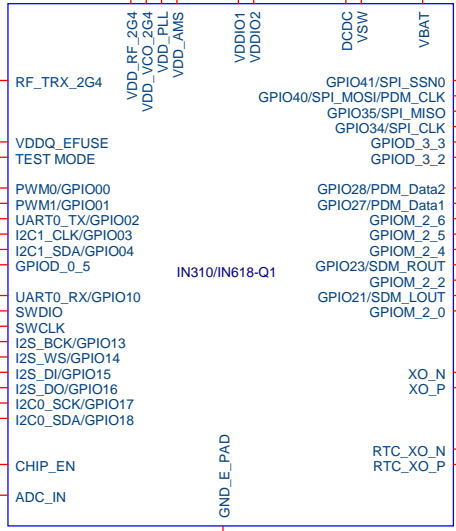 VDD_RF_2G4
VDD_VCO_2G4
VDD_PLL
VDD_AMS
VDDIO1
VDDIO2
DCDC
VSW
VBAT
RF_TRX_2G4
GPIO41/SPI_SSN0
GPIO40/SPI_MOSI/PDM_CLK
GPIO35/SPI_MISO
GPIO34/SPI_CLK
VDDQ_EFUSE
GPIOD_3_3
TEST MODE
GPIOD_3_2
PWM0/GPIO00
GPIO28/PDM_Data2
PWM1/GPIO01
GPIO27/PDM_Data1
UART0_TX/GPIO02
GPIOM_2_6
I2C1_CLK/GPIO03
GPIOM_2_5
I2C1_SDA/GPIO04
GPIOM_2_4
GPIOD_0_5
GPIO23/SDM_ROUT
IN310/IN618-Q1
GPIOM_2_2
UART0_RX/GPIO10
GPIO21/SDM_LOUT
SWDIO
GPIOM_2_0
SWCLK
I2S_BCK/GPIO13
I2S_WS/GPIO14
I2S_DI/GPIO15
XO_N
I2S_DO/GPIO16
XO_P
I2C0_SCK/GPIO17
I2C0_SDA/GPIO18
RTC_XO_N
CHIP_EN
RTC_XO_P
ADC_IN
GND_E_PAD